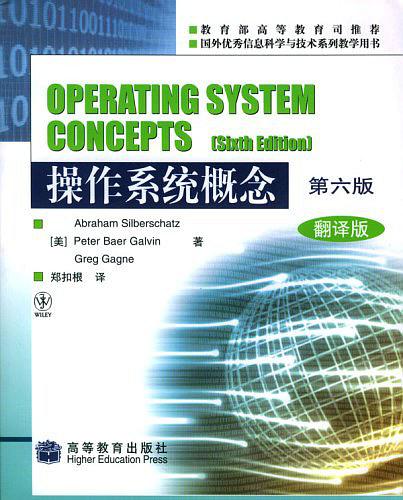 教育部高等教育司推荐
国外优秀信息科学与技术系列教学用书
OPERATING SYSTEM
CONCEPTS (Sixth Edition)
操作系统概念 第六版
翻译版
Abraham Silberschatz
[美] Peter Baer Galvin 著
Greg Gagne
郑扣根 译
WILEY
高等教育出版社
Higher Education Press